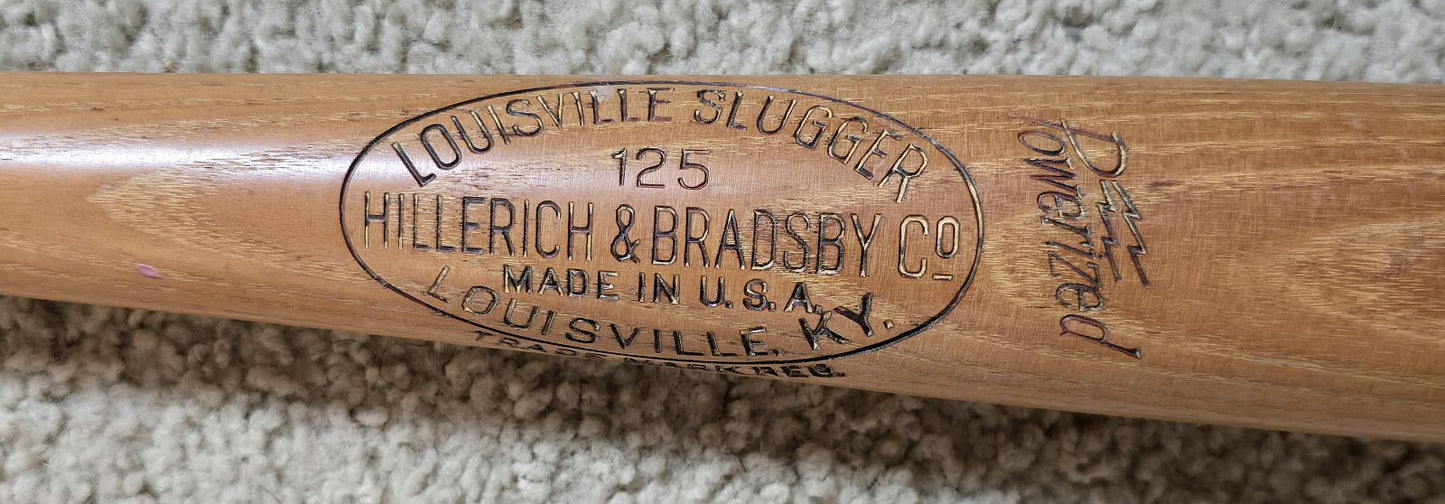 LOUISVILLE SLUGGER
125
HILLERICH & BRADSBY Co
MADE IN U.S.A.
LOUISVILLE, KY.
TRADE MARK REG.
Powerized